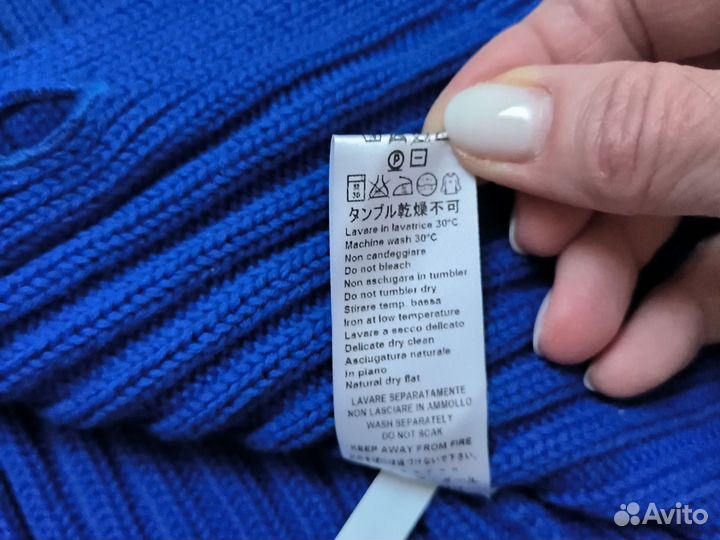 P
タンブル乾燥不可
Lavare in lavatrice 30°C
Machine wash 30°C
Non candeggiare
Do not bleach
Non asciugara in tumbler
Do not tumbler dry
Stirare temp. bassa
Iron at low temperature
Lavare a secco delicato
Delicate dry clean
Asciugatura naturale
in piano
Natural dry flat
LAVARE SEPARATAMENTE
NON LASCIARE IN AMMOLLO
WASH SEPARATELY
DO NOT SOAK
KEEP AWAY FROM FIRE
Avito